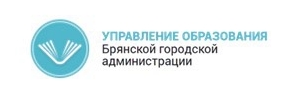 УПРАВЛЕНИЕ ОБРАЗОВАНИЯ
Брянской городской
администрации